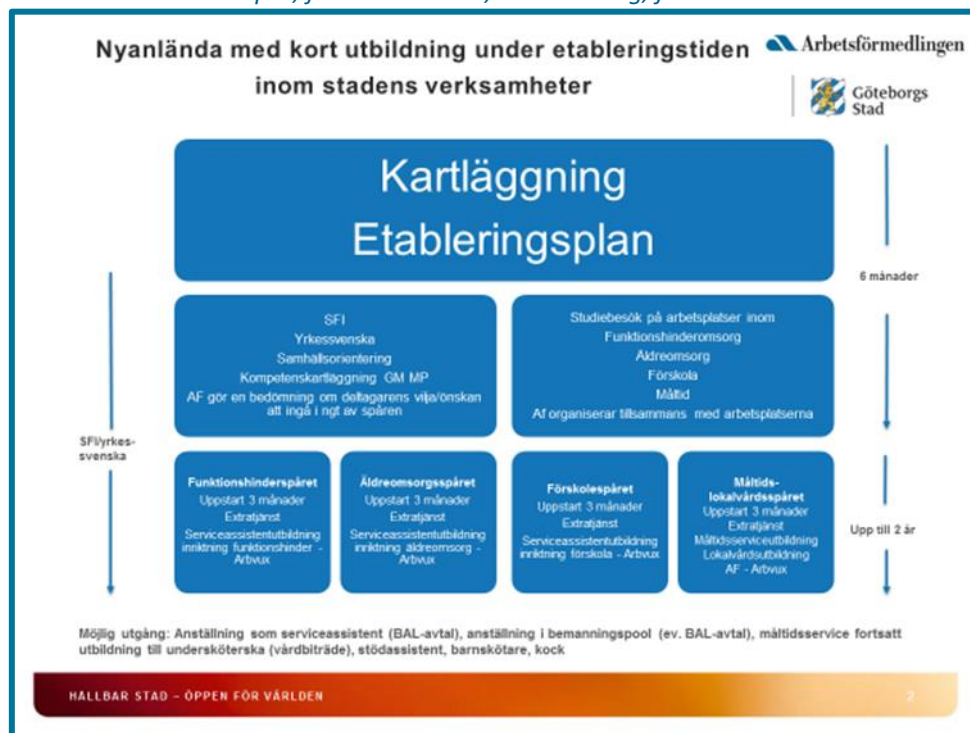 Nyanlända med kort utbildning under etableringstiden
inom stadens verksamheter
Arbetsförmedlingen
Göteborgs
Stad
Kartläggning
Etableringsplan
6 månader
SFI
Yrkessvenska
Samhällsorientering
Kompetenskartläggning GM MP
AF gör en bedömning om deltagarens vilja/önskan
att ingå i ngt av spåren
Studiebesök på arbetsplatser inom
Funktionshinderomsorg
Äldreomsorg
Förskola
Måltid
Af organiserar tillsammans med arbetsplatserna
SFI/yrkes-
svenska
Funktionshinderspåret
Uppstart 3 månader
Extratjänst
Serviceassistentutbildning
inriktning funktionshinder -
Arbvux
Äldreomsorgsspåret
Uppstart 3 månader
Extratjänst
Serviceassistentutbildning
inriktning äldreomsorg -
Arbvux
Förskolespåret
Uppstart 3 månader
Extratjänst
Serviceassistentutbildning
inriktning förskola - Arbvux
Måltids-
lokalvårdsspåret
Uppstart 3 månader
Extratjänst
Måltidsserviceutbildning
Lokalvårdsutbildning
AF - Arbvux
Upp till 2 år
Möjlig utgång: Anställning som serviceassistent (BAL-avtal), anställning i bemanningspool (ev. BAL-avtal), måltidsservice fortsatt
utbildning till undersköterska (vårdbiträde), stödassistent, barnskötare, kock
HÅLLBAR STAD – ÖPPEN FÖR VÄRLDEN
2